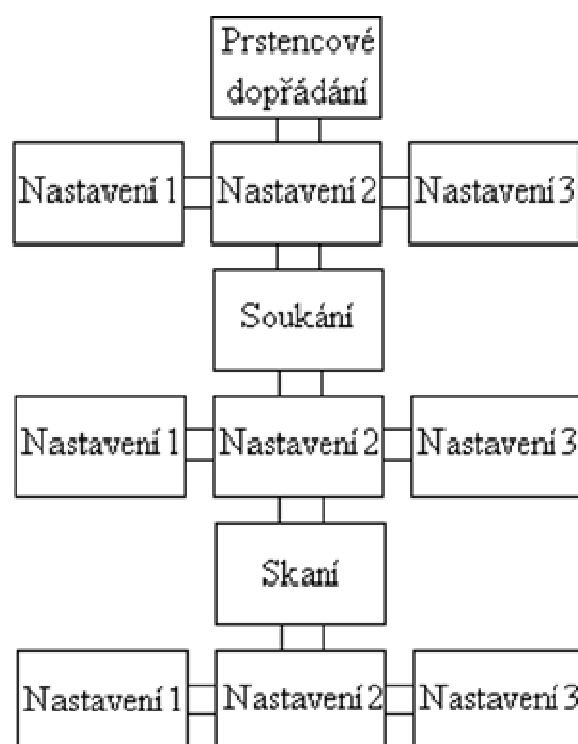 Prstencové
dopřádání
Nastavení 1 Nastavení 2 Nastavení 3
Soukání
Nastavení 1 Nastavení 2 Nastavení 3
Skaní
Nastavení 1 Nastavení 2 Nastavení 3